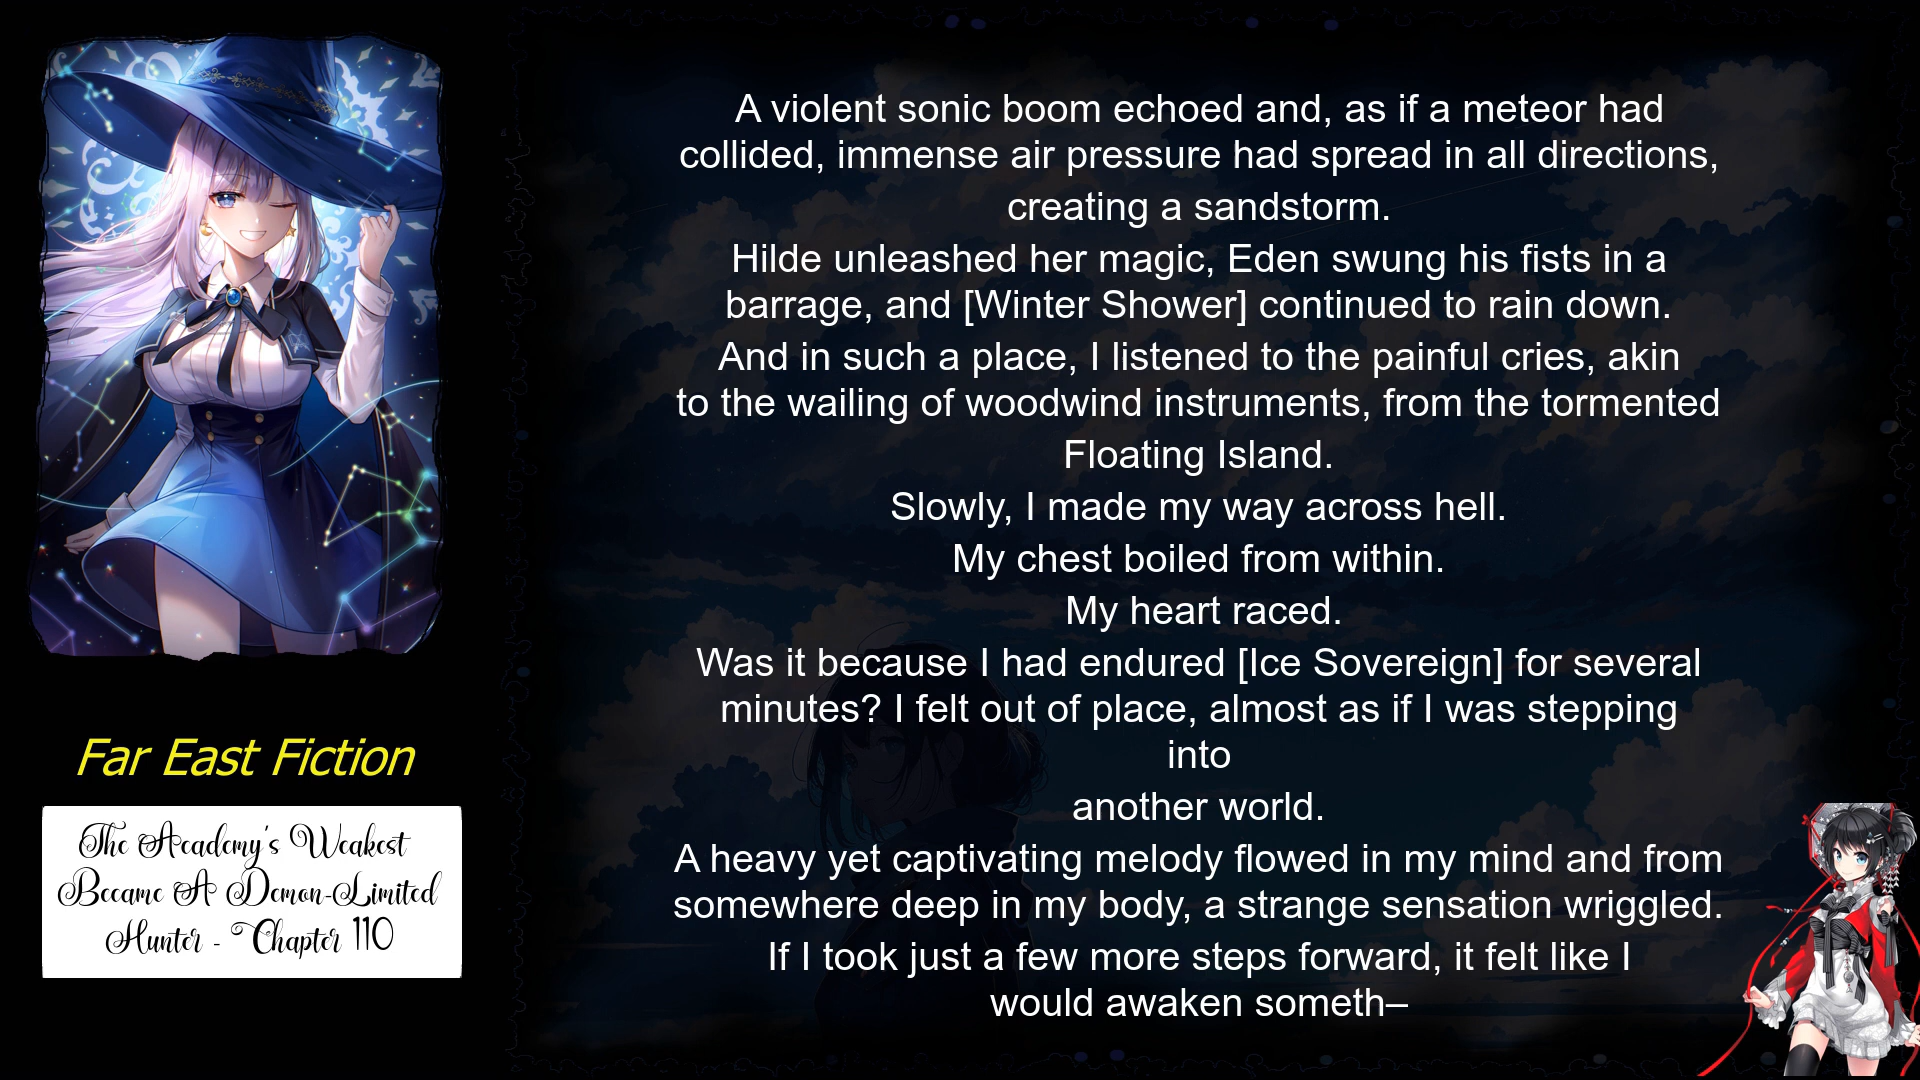 A violent sonic boom echoed and, as if a meteor had
collided, immense air pressure had spread in all directions,
creating a sandstorm.
Hilde unleashed her magic, Eden swung his fists in a
barrage, and [Winter Shower] continued to rain down.
And in such a place, I listened to the painful cries, akin
to the wailing of woodwind instruments, from the tormented
Floating Island.
Slowly, I made my way across hell.
My chest boiled from within.
My heart raced.
Was it because I had endured [Ice Sovereign] for several
minutes? I felt out of place, almost as if I was stepping
into
another world.
A heavy yet captivating melody flowed in my mind and from
somewhere deep in my body, a strange sensation wriggled.
If I took just a few more steps forward, it felt like I
would awaken someth–
Far East Fiction
The Academy's Weakest
Became A Demon-Limited
Hunter - Chapter 110